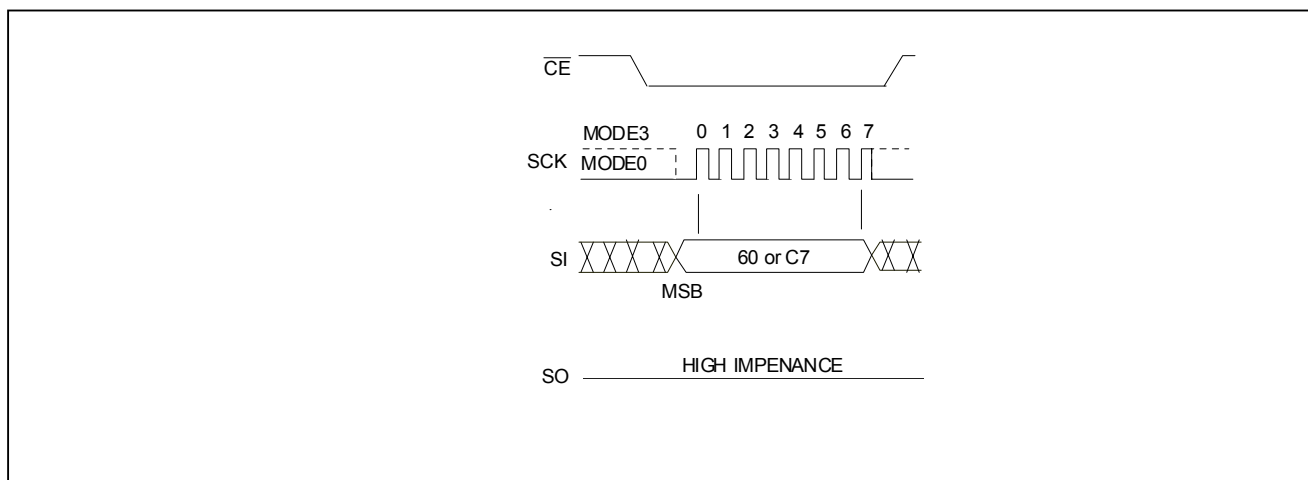 CE
MODE3 0 1 2 3 4 5 6 7
SCK MODE0
SI 60 or C7
MSB
SO HIGH IMPENANCE